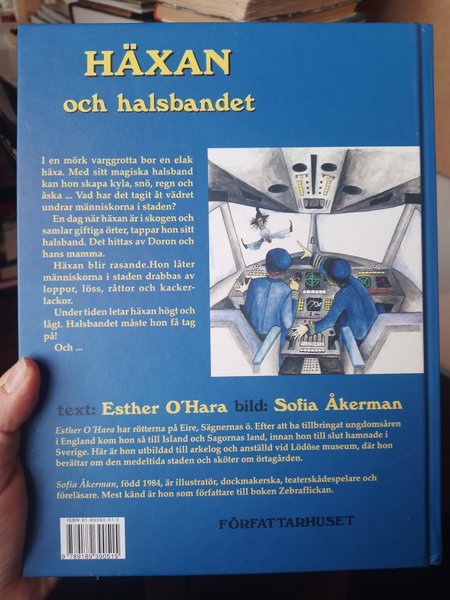 HÄXAN
och halsbandet
I en mörk varggrotta bor en elak
häxa. Med sitt magiska halsband
kan hon skapa kyla, snö, regn och
åska ... Vad har det tagit åt vädret
undrar människorna i staden?
En dag när häxan är i skogen och
samlar giftiga örter, tappar hon sitt
halsband. Det hittas av Doron och
hans mamma.
Häxan blir rasande.Hon låter
människorna i staden drabbas av
loppor, löss, råttor och kacker-
lackor.
Under tiden letar häxan högt och
lågt. Halsbandet måste hon få tag
på!
Och ...
text: Esther O'Hara bild: Sofia Åkerman
Esther O'Hara har rötterna på Eire, Sägnernas ö. Efter att ha tillbringat ungdomsåren
i England kom hon så till Island och Sagornas land, innan hon till slut hamnade i
Sverige. Här är hon utbildad till arkelog och anställd vid Lödöse museum, där hon
berättar om den medeltida staden och sköter om örtagården.
Sofia Åkerman, född 1984, är illustratör, dockmakerska, teaterskådespelare och
föreläsare. Mest känd är hon som författare till boken Zebraflickan.
ISBN 91-89390-51-2
9 789189 390515
FÖRFATTARHUSET